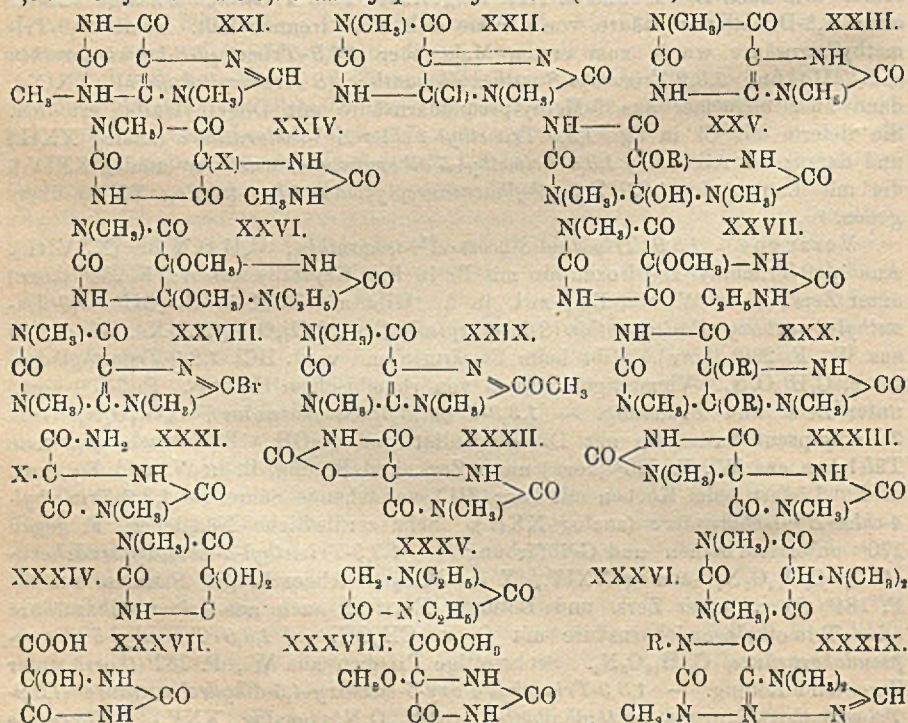 NH—CO XXI. N(CH₃)·CO XXII. N(CH₃)·CO XXIII.
CO C—N CO C=N CO C—NH
CH₃—NH—C·N(CH₃) >CH NH—C(Cl)·N(CH₃) >CO NH—C·N(CH₃) >CO
N(CH₃)—CO XXIV. NH—CO XXV.
CO C(X)—NH CO C(OR)—NH
NH—CO CH₃NH >CO N(CH₃)·C(OH)·N(CH₃) >CO
N(CH₃)·CO XXVI. N(CH₃)·CO XXVII.
CO C(OCH₃)—NH CO C(OCH₃)—NH
NH—C(OCH₃)·N(C₂H₅) >CO NH—CO C₂H₅NH >CO
N(CH₃)·CO XXVIII. N(CH₃)·CO XXIX. NH—CO XXX.
CO C—N CO C—N CO C(OR)—NH
N(CH₃)·C·N(CH₃) >CBr N(CH₃)·C·N(CH₃) >COCH₃ N(CH₃)·C(OR)·N(CH₃) >CO
CO·NH₂ XXXI. NH—CO XXXII. NH—CO XXXIII.
X·C—NH CO O—C—NH CO N(CH₃)·C—NH
CO·N(CH₃) >CO CO·N(CH₃) >CO CO·N(CH₃) >CO
N(CH₃)·CO XXXV. N(CH₃)·CO
XXXIV. CO C(OH)₂ CH₂·N(C₂H₅) XXXVI. CO CH·N(CH₃)₂
NH—CO CO·N(C₂H₅) >CO N(CH₃)·CO
COOH XXXVII. XXXVIII. COOCH₃ R·N—CO XXXIX.
C(OH)·NH CH₃O·C—NH CO C·N(CH₃)
CO—NH >CO CO—NH >CO CH₃·N—N—N >CH